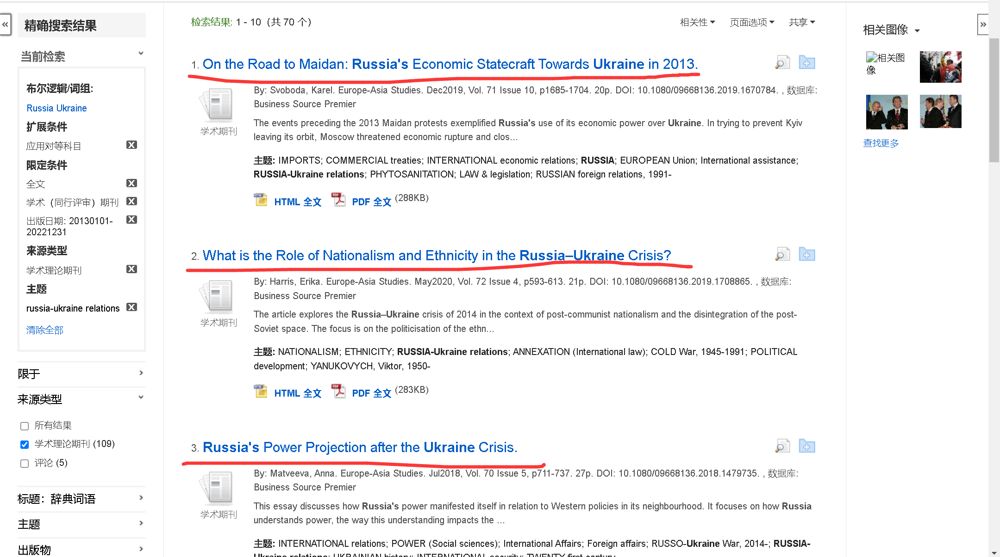 精确搜索结果
当前检索
布尔逻辑/词组:
Russia Ukraine
扩展条件
应用对等科目
限定条件
全文
学术（同行评审）期刊
出版日期: 20130101-
20221231
来源类型
学术理论期刊
主题
russia-ukraine relations
清除全部
限于
来源类型
所有结果
学术理论期刊 (109)
评论 (5)
标题：辞典词语
主题
出版物
检索结果: 1 - 10（共 70 个）
相关性 页面选项 共享
1. On the Road to Maidan: Russia's Economic Statecraft Towards Ukraine in 2013.
学术期刊
By: Svoboda, Karel. Europe-Asia Studies. Dec2019, Vol. 71 Issue 10, p1685-1704. 20p. DOI: 10.1080/09668136.2019.1670784. , 数据库:
Business Source Premier
The events preceding the 2013 Maidan protests exemplified Russia's use of its economic power over Ukraine. In trying to prevent Kyiv
leaving its orbit, Moscow threatened economic rupture and clos...
主题: IMPORTS; COMMERCIAL treaties; INTERNATIONAL economic relations; RUSSIA; EUROPEAN Union; International assistance;
RUSSIA-Ukraine relations; PHYTOSANITATION; LAW & legislation; RUSSIAN foreign relations, 1991-
HTML 全文 PDF 全文 (288KB)
2. What is the Role of Nationalism and Ethnicity in the Russia–Ukraine Crisis?
学术期刊
By: Harris, Erika. Europe-Asia Studies. May2020, Vol. 72 Issue 4, p593-613. 21p. DOI: 10.1080/09668136.2019.1708865. , 数据库:
Business Source Premier
The article explores the Russia–Ukraine crisis of 2014 in the context of post-communist nationalism and the disintegration of the post-
Soviet space. The focus is on the politicisation of the ethn...
主题: NATIONALISM; ETHNICITY; RUSSIA-Ukraine relations; ANNEXATION (International law); COLD War, 1945-1991; POLITICAL
development; YANUKOVYCH, Viktor, 1950-
HTML 全文 PDF 全文 (283KB)
3. Russia's Power Projection after the Ukraine Crisis.
学术期刊
By: Matveeva, Anna. Europe-Asia Studies. Jul2018, Vol. 70 Issue 5, p711-737. 27p. DOI: 10.1080/09668136.2018.1479735. , 数据库:
Business Source Premier
This essay discusses how Russia's power manifested itself in relation to Western policies in its neighbourhood. It focuses on how Russia
understands power, the way this understanding impacts the ...
主题: INTERNATIONAL relations; POWER (Social sciences); International Affairs; Foreign affairs; RUSSO-Ukraine War, 2014-; RUSSIA-
Ukraine relations; UKRAINIAN history; INTERNATIONAL security; TWENTY-first century
相关图像
相关图
像
查找更多